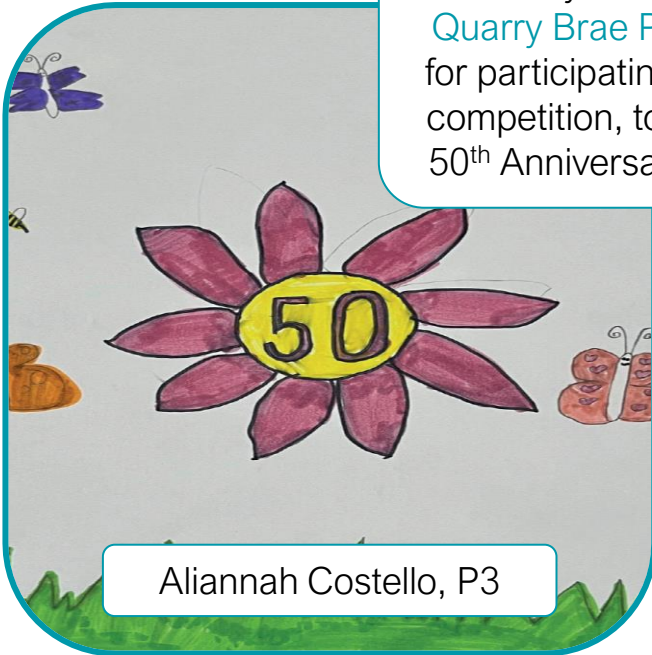 Quarry Brae
for participatin
competition, to
50th Anniversa
50
Aliannah Costello, P3